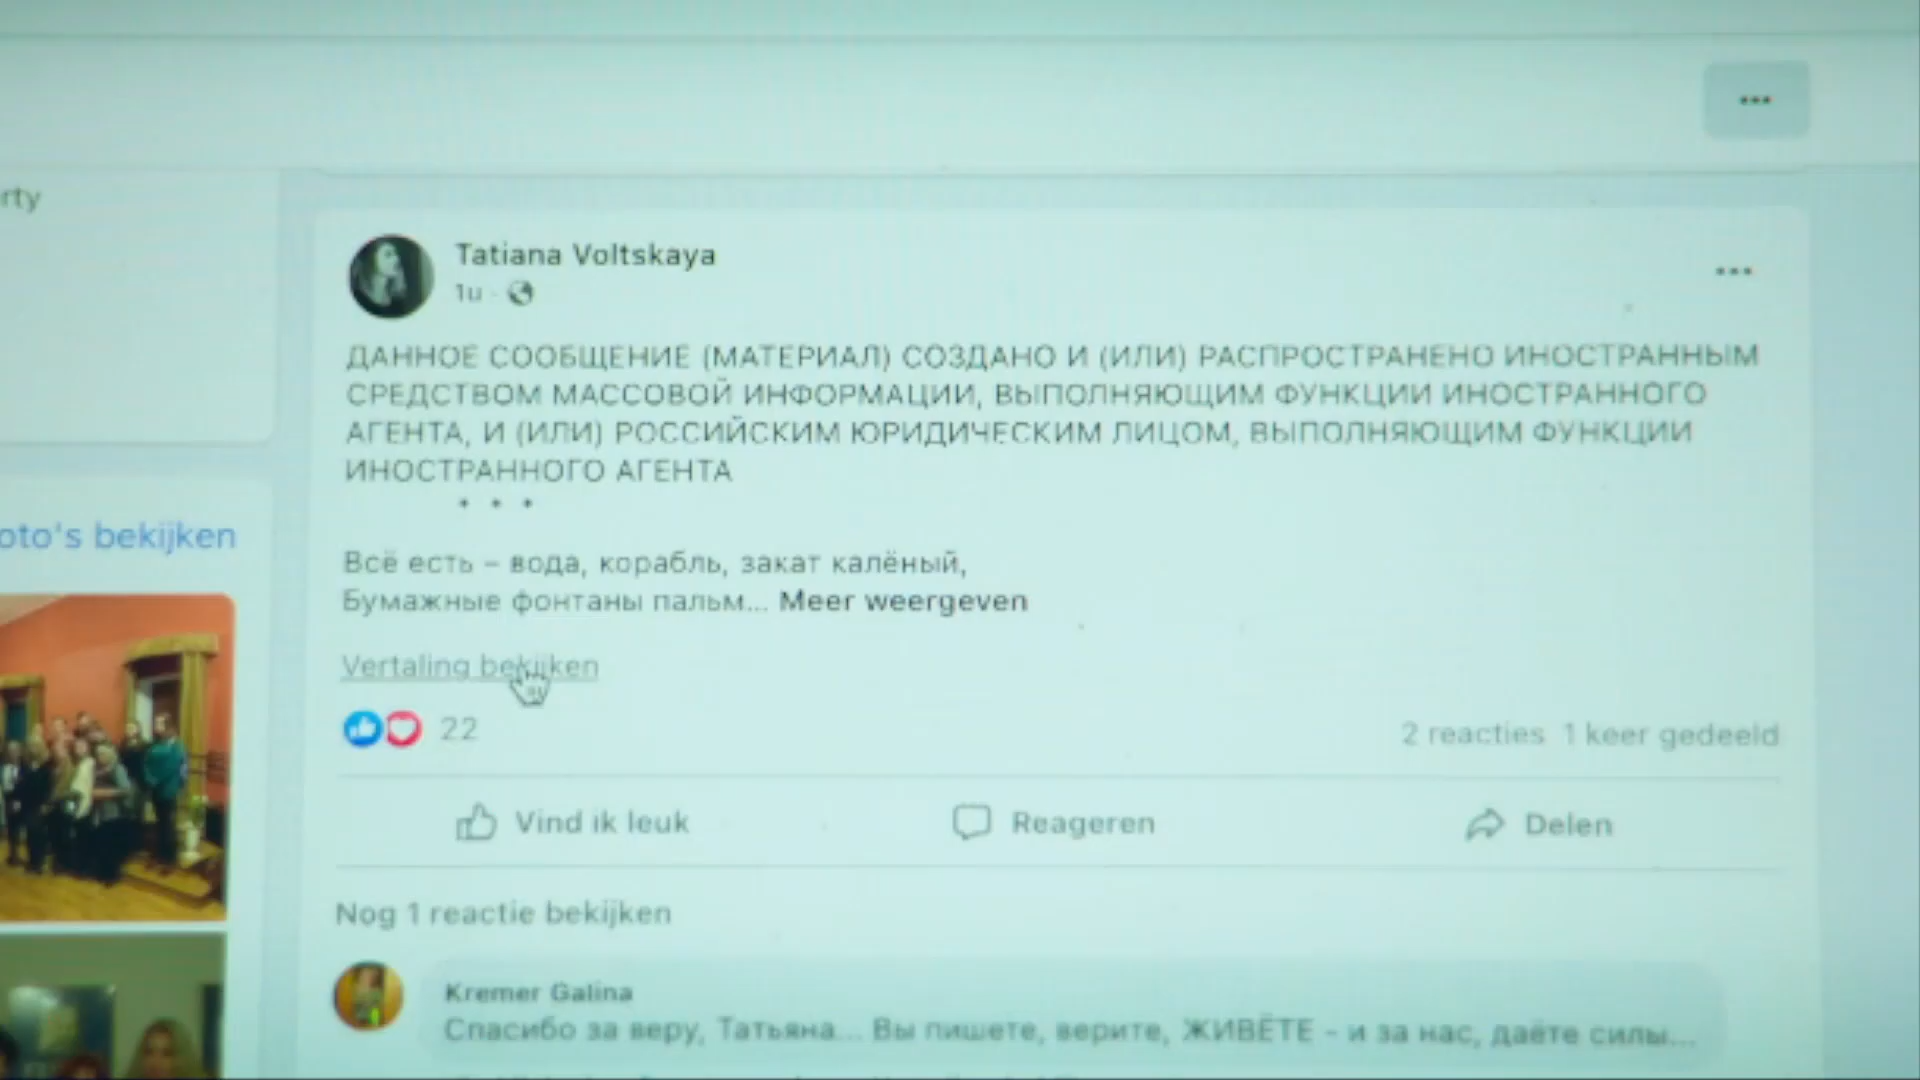 rty
Tatiana Voltskaya
1u ·
ДАННОЕ СООБЩЕНИЕ (МАТЕРИАЛ) СОЗДАНО И (ИЛИ) РАСПРОСТРАНЕНО ИНОСТРАННЫМ
СРЕДСТВОМ МАССОВОЙ ИНФОРМАЦИИ, ВЫПОЛНЯЮЩИМ ФУНКЦИИ ИНОСТРАННОГО
АГЕНТА, И (ИЛИ) РОССИЙСКИМ ЮРИДИЧЕСКИМ ЛИЦОМ, ВЫПОЛНЯЮЩИМ ФУНКЦИИ
ИНОСТРАННОГО АГЕНТА
* * *
oto's bekijken
Всё есть – вода, корабль, закат калёный,
Бумажные фонтаны пальм... Meer weergeven
Vertaling bekijken
22
2 reacties 1 keer gedeeld
Vind ik leuk
Reageren
Delen
Nog 1 reactie bekijken
Kremer Galina
Спасибо за веру, Татьяна... Вы пишете, верите, ЖИВЁТЕ - и за нас, даёте силы...